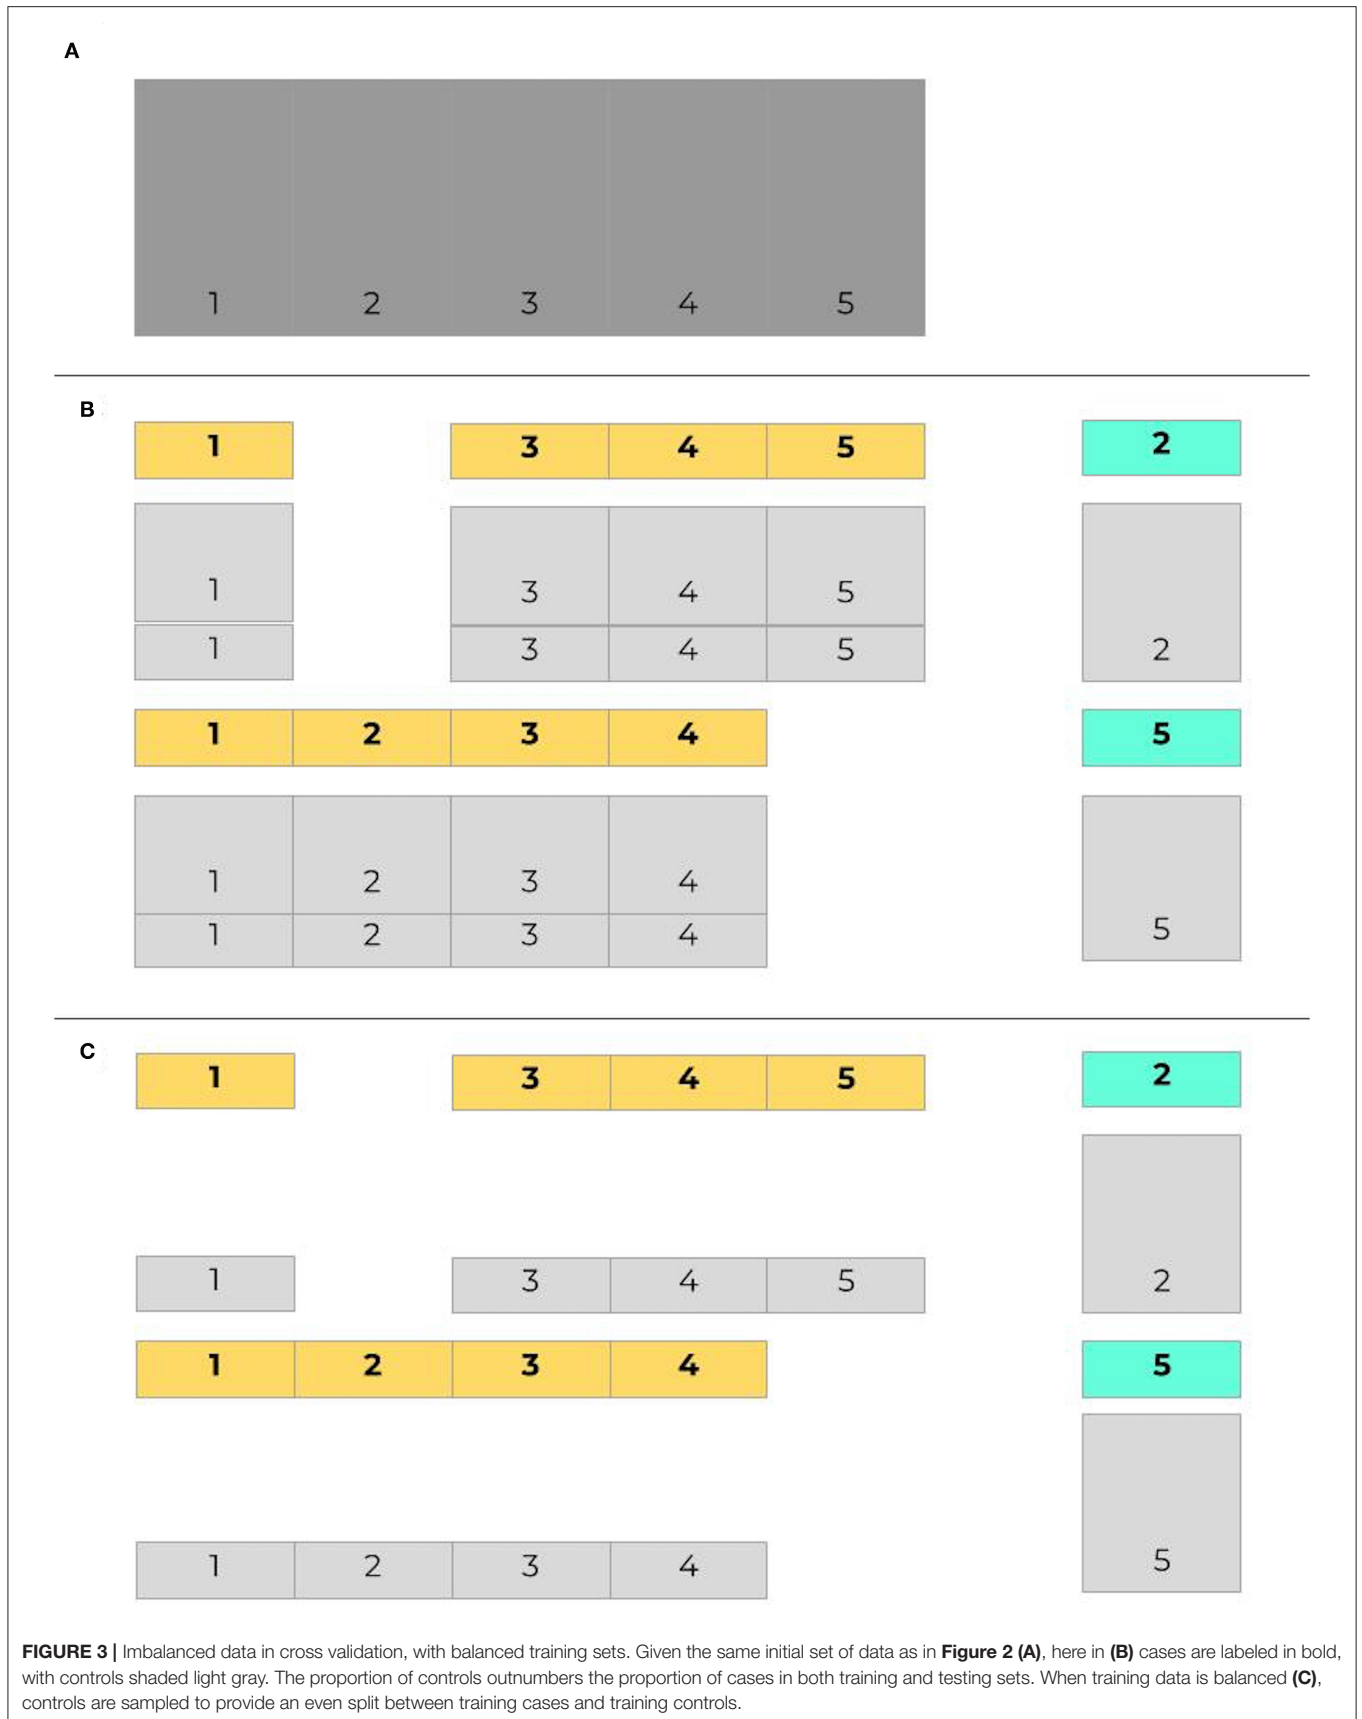 A
1 2 3 4 5
B
1 3 4 5 2
1 3 4 5
1 3 4 5 2
1 2 3 4 5
1 2 3 4
1 2 3 4 5
C
1 3 4 5 2
1 3 4 5 2
1 2 3 4 5
1 2 3 4 5
FIGURE 3 | Imbalanced data in cross validation, with balanced training sets. Given the same initial set of data as in Figure 2 (A), here in (B) cases are labeled in bold,
with controls shaded light gray. The proportion of controls outnumbers the proportion of cases in both training and testing sets. When training data is balanced (C),
controls are sampled to provide an even split between training cases and training controls.